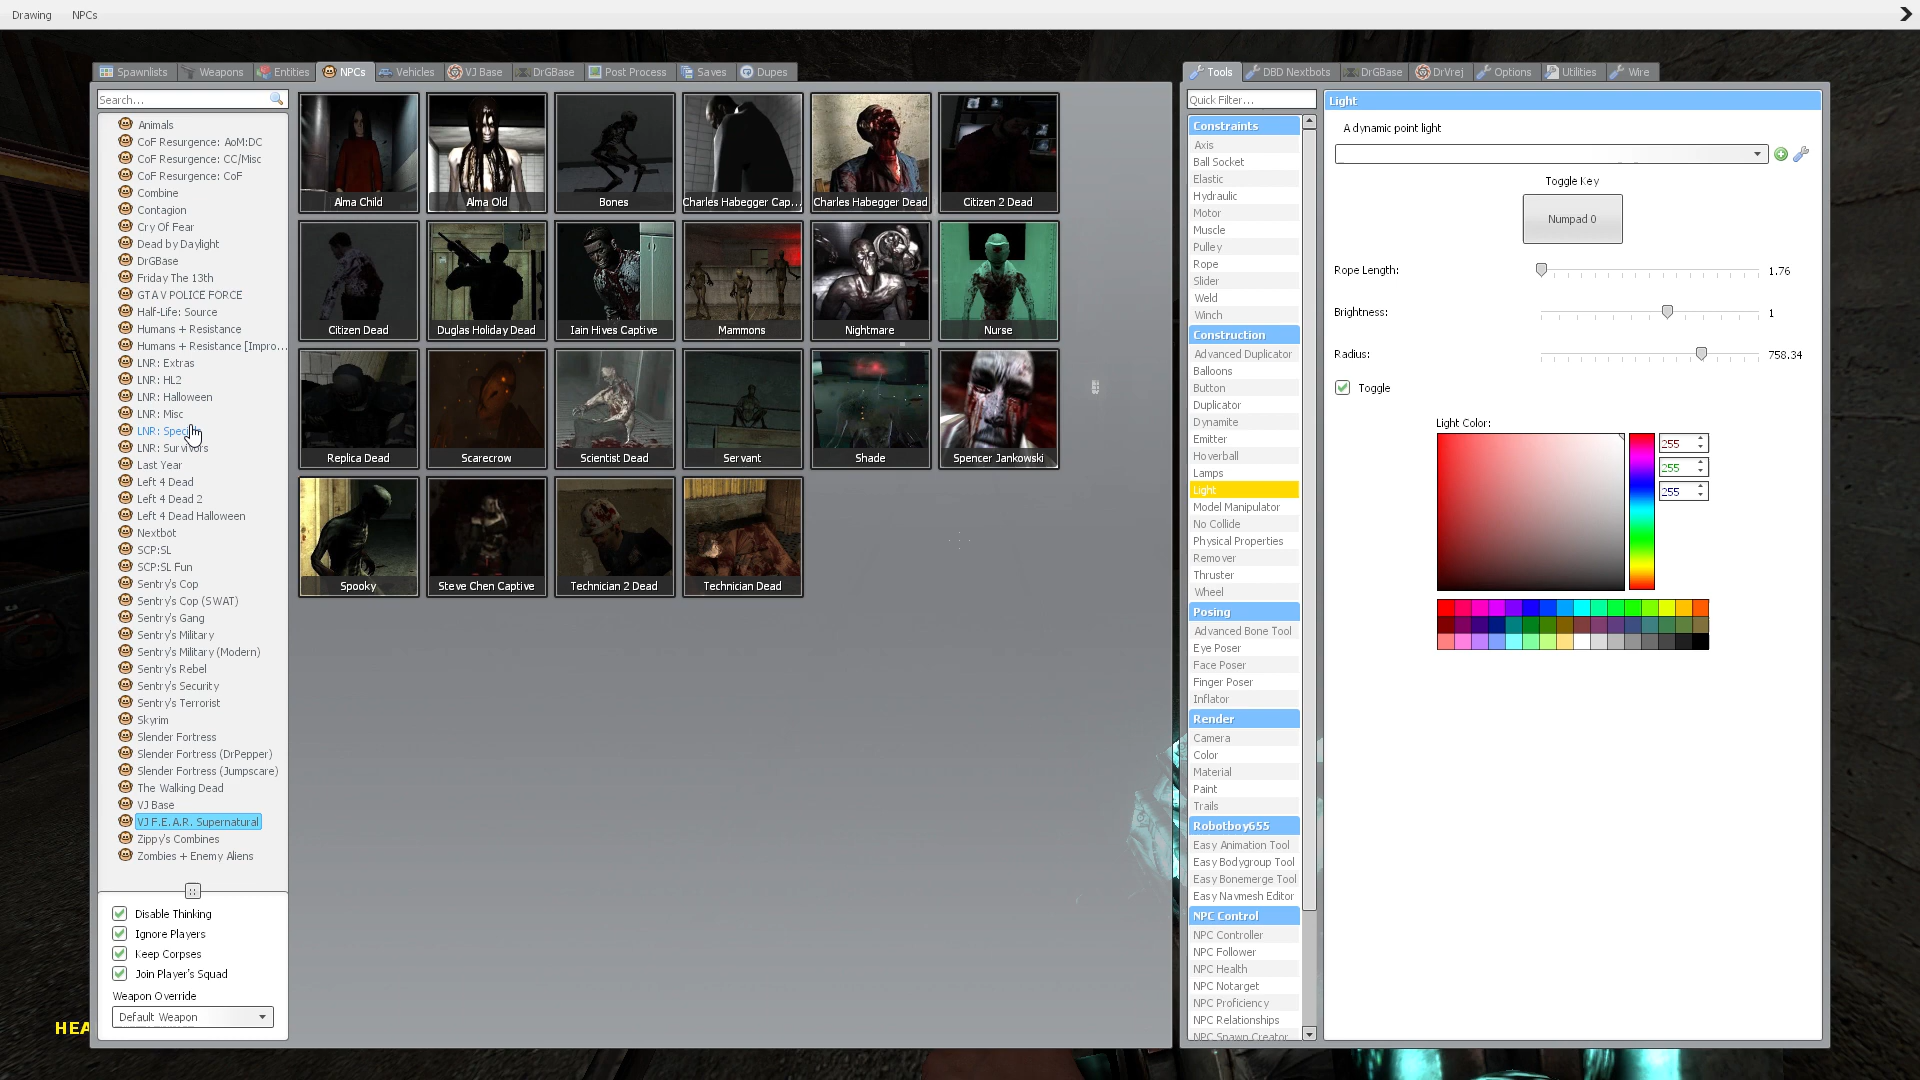 Drawing NPCs
Spawnlists Weapons Entities NPCs Vehicles VJ Base DrGBase Post Process Saves Dupes
Search...
Animals
CoF Resurgence: AoM:DC
CoF Resurgence: CC/Misc
CoF Resurgence: CoF
Combine
Contagion
Cry Of Fear
Dead by Daylight
DrGBase
Friday The 13th
GTA V POLICE FORCE
Half-Life: Source
Humans + Resistance
Humans + Resistance [Impro...
LNR: Extras
LNR: HL2
LNR: Halloween
LNR: Misc
LNR: Speci
LNR: Survivors
Last Year
Left 4 Dead
Left 4 Dead 2
Left 4 Dead Halloween
Nextbot
SCP:SL
SCP:SL Fun
Sentry's Cop
Sentry's Cop (SWAT)
Sentry's Gang
Sentry's Military
Sentry's Military (Modern)
Sentry's Rebel
Sentry's Security
Sentry's Terrorist
Skyrim
Slender Fortress
Slender Fortress (DrPepper)
Slender Fortress (Jumpscare)
The Walking Dead
VJ Base
VJ F.E.A.R. Supernatural
Zippy's Combines
Zombies + Enemy Aliens
Disable Thinking
Ignore Players
Keep Corpses
Join Player's Squad
Weapon Override
Default Weapon
HEA
Alma Child Alma Old Bones Charles Habegger Cap... Charles Habegger Dead Citizen 2 Dead
Citizen Dead Duglas Holiday Dead Iain Hives Captive Mammons Nightmare Nurse
Replica Dead Scarecrow Scientist Dead Servant Shade Spencer Jankowski
Spooky Steve Chen Captive Technician 2 Dead Technician Dead
Tools DBD Nextbots DrGBase DrVrej Options Utilities Wire
Quick Filter...
Constraints
Axis
Ball Socket
Elastic
Hydraulic
Motor
Muscle
Pulley
Rope
Slider
Weld
Winch
Construction
Advanced Duplicator
Balloons
Button
Duplicator
Dynamite
Emitter
Hoverball
Lamps
Light
Model Manipulator
No Collide
Physical Properties
Remover
Thruster
Wheel
Posing
Advanced Bone Tool
Eye Poser
Face Poser
Finger Poser
Inflator
Render
Camera
Color
Material
Paint
Trails
Robotboy655
Easy Animation Tool
Easy Bodygroup Tool
Easy Bonemerge Tool
Easy Navmesh Editor
NPC Control
NPC Controller
NPC Follower
NPC Health
NPC Notarget
NPC Proficiency
NPC Relationships
NPC Spawn Creator
Light
A dynamic point light
Toggle Key
Numpad 0
Rope Length: 1.76
Brightness: 1
Radius: 758.34
Toggle
Light Color:
255
255
255